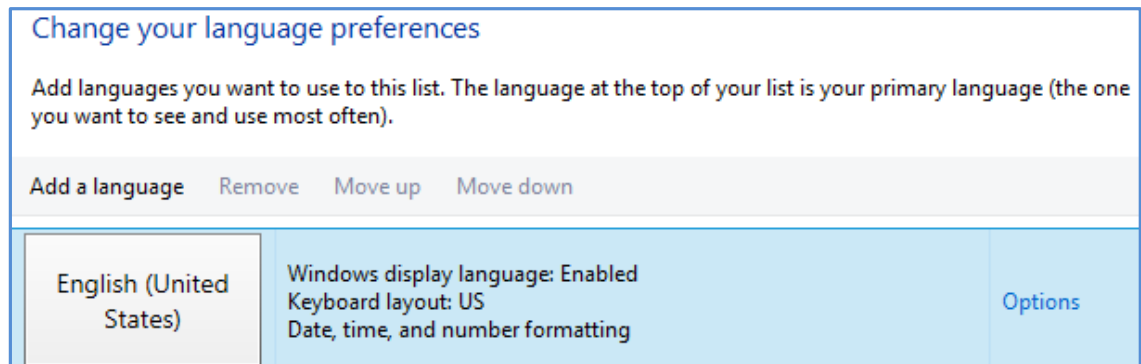 Change your language preferences
Add languages you want to use to this list. The language at the top of your list is your primary language (the one
you want to see and use most often).
Add a language Remove Move up Move down
English (United
States)
Windows display language: Enabled
Keyboard layout: US
Date, time, and number formatting
Options